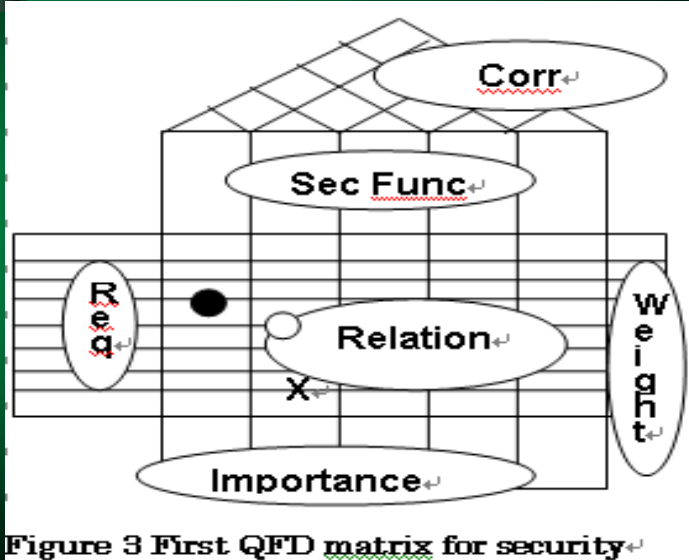 Corr
Sec Func
Req
Relation
Weight
X
Importance
Figure 3 First QFD matrix for security